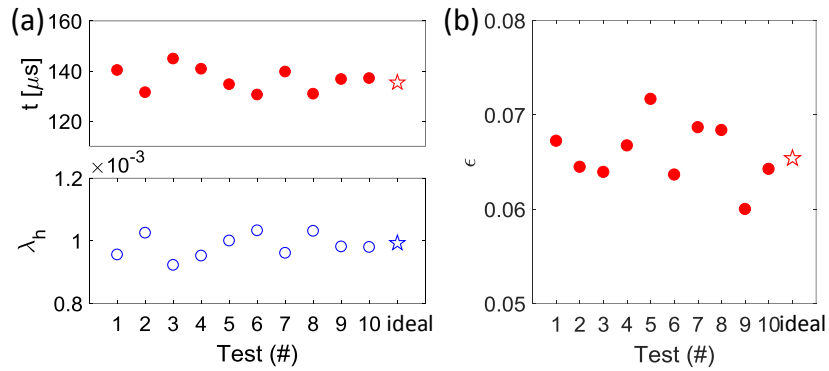 (a)
160
140
120
t [μs]
×10⁻³
1.2
1
0.8
λh
1 2 3 4 5 6 7 8 9 10 ideal
Test (#)
(b)
0.08
0.07
0.06
0.05
ϵ
1 2 3 4 5 6 7 8 9 10 ideal
Test (#)